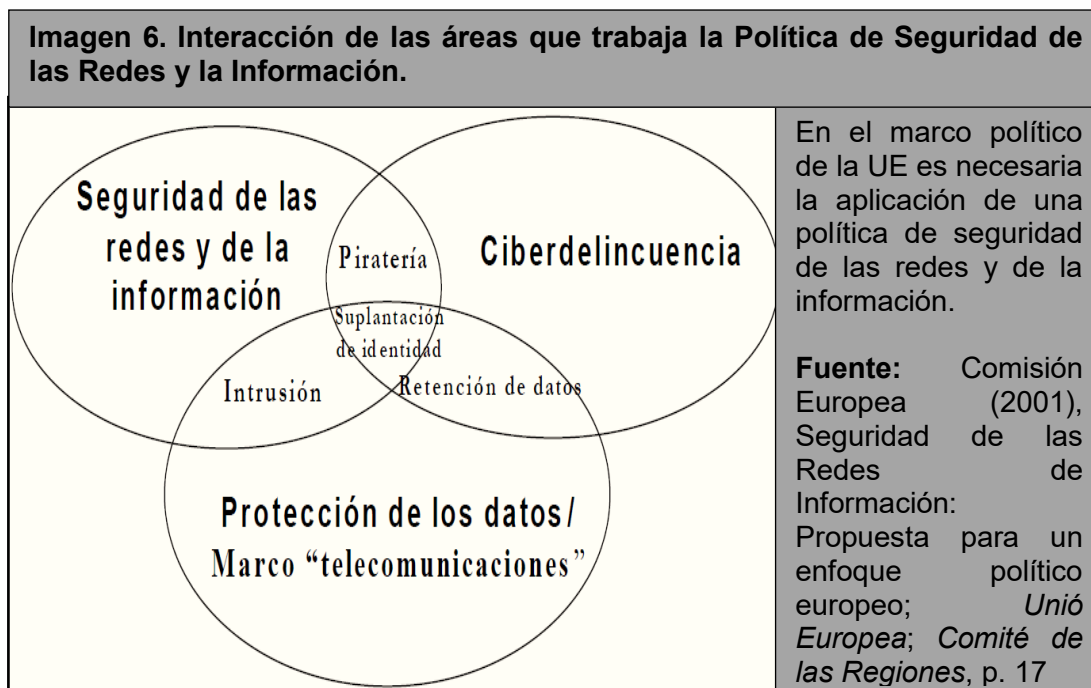 Imagen 6. Interacción de las áreas que trabaja la Política de Seguridad de
las Redes y la Información.
Seguridad de las
redes y de la
información
Piratería
Ciberdelincuencia
Suplantación
de identidad
Intrusión
Retención de datos
Protección de los datos/
Marco “telecomunicaciones”
En el marco político
de la UE es necesaria
la aplicación de una
política de seguridad
de las redes y de la
información.
Fuente: Comisión
Europea (2001),
Seguridad de las
Redes de
Información:
Propuesta para un
enfoque político
europeo; Unió
Europea; Comité de
las Regiones, p. 17